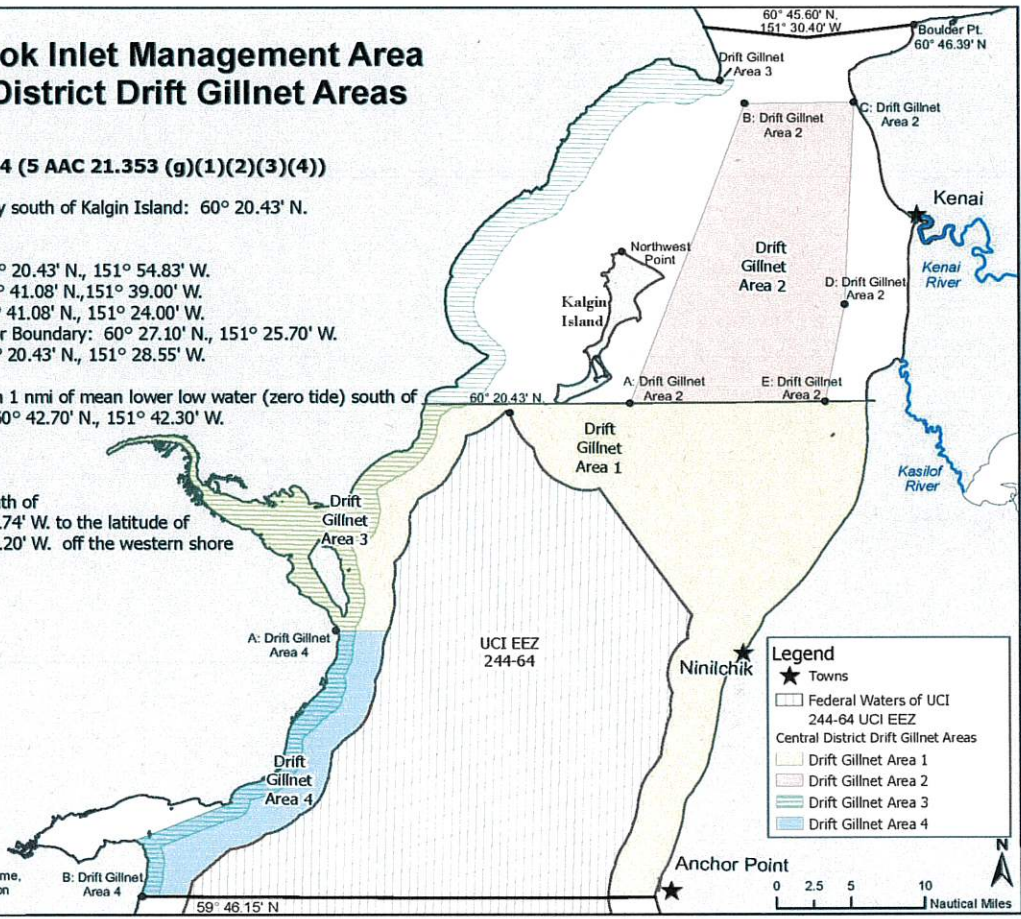 ok Inlet Management Area
District Drift Gillnet Areas
4 (5 AAC 21.353 (g)(1)(2)(3)(4))
y south of Kalgin Island: 60° 20.43' N.
° 20.43' N., 151° 54.83' W.
° 41.08' N.,151° 39.00' W.
° 41.08' N., 151° 24.00' W.
r Boundary: 60° 27.10' N., 151° 25.70' W.
° 20.43' N., 151° 28.55' W.
n 1 nmi of mean lower low water (zero tide) south of
60° 42.70' N., 151° 42.30' W.
th of
.74' W. to the latitude of
.20' W. off the western shore
60° 45.60' N.
151° 30.40' W
Boulder Pt.
60° 46.39' N
Drift Gillnet
Area 3
B: Drift Gillnet
Area 2
C: Drift Gillnet
Area 2
Kenai
Kenai
River
Northwest
Point
Drift
Gillnet
Area 2
D: Drift Gillnet
Area 2
Kalgin
Island
A: Drift Gillnet
Area 2
E: Drift Gillnet
Area 2
60° 20.43' N.
Drift
Gillnet
Area 1
Kasilof
River
Drift
Gillnet
Area 3
A: Drift Gillnet
Area 4
UCI EEZ
244-64
Ninilchik
Drift
Gillnet
Area 4
B: Drift Gillnet
Area 4
me,
on
59° 46.15' N
Anchor Point
Legend
Towns
Federal Waters of UCI
244-64 UCI EEZ
Central District Drift Gillnet Areas
Drift Gillnet Area 1
Drift Gillnet Area 2
Drift Gillnet Area 3
Drift Gillnet Area 4
N
0 2.5 5 10
Nautical Miles